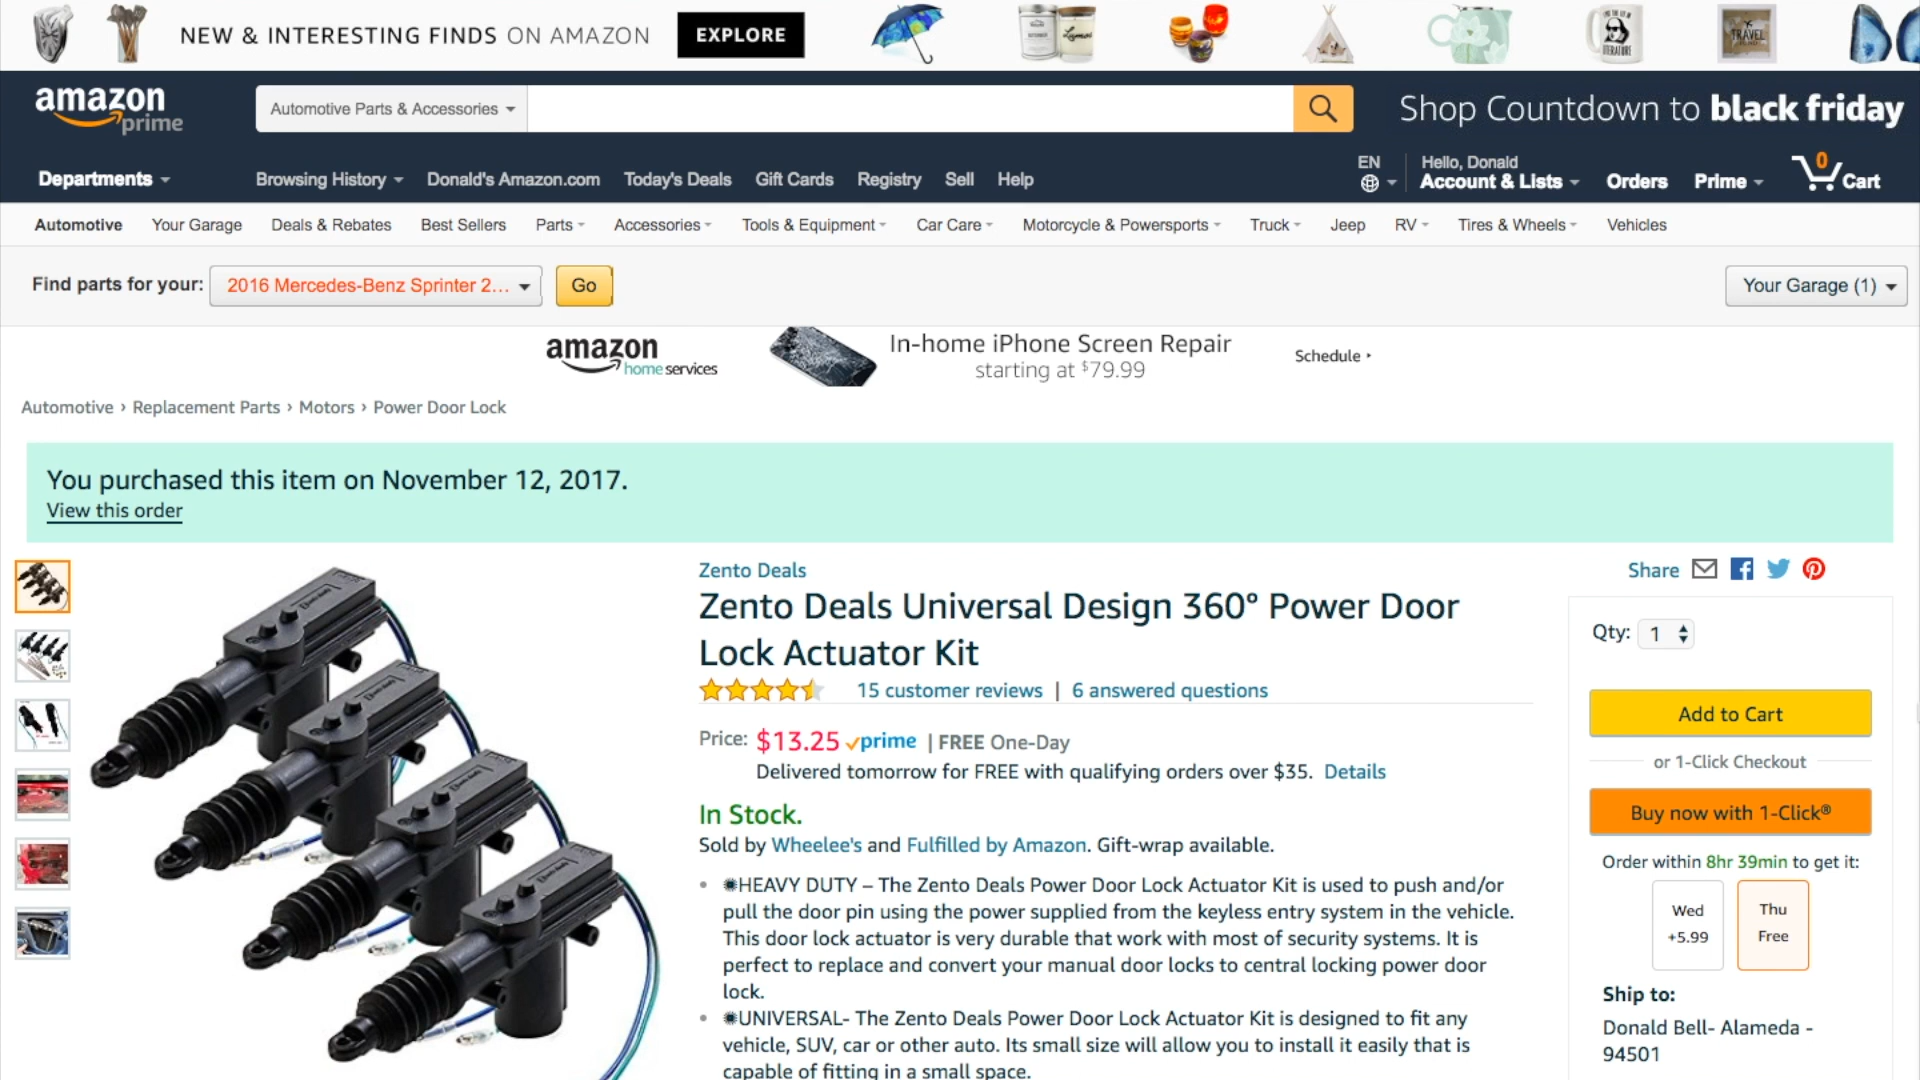 NEW & INTERESTING FINDS ON AMAZON EXPLORE
TRAVEL
amazon prime
Automotive Parts & Accessories
Shop Countdown to black friday
Departments
Browsing History
Donald's Amazon.com
Today's Deals
Gift Cards
Registry
Sell
Help
EN
Hello, Donald
Account & Lists
Orders
Prime
0
Cart
Automotive
Your Garage
Deals & Rebates
Best Sellers
Parts
Accessories
Tools & Equipment
Car Care
Motorcycle & Powersports
Truck
Jeep
RV
Tires & Wheels
Vehicles
Find parts for your:
2016 Mercedes-Benz Sprinter 2...
Go
Your Garage (1)
amazon
home services
In-home iPhone Screen Repair
starting at $79.99
Schedule ▸
Automotive › Replacement Parts › Motors › Power Door Lock
You purchased this item on November 12, 2017.
View this order
Share
Zento Deals
Zento Deals Universal Design 360° Power Door
Lock Actuator Kit
15 customer reviews | 6 answered questions
Price: $13.25 prime | FREE One-Day
Delivered tomorrow for FREE with qualifying orders over $35. Details
In Stock.
Sold by Wheelee's and Fulfilled by Amazon. Gift-wrap available.
• ✺HEAVY DUTY – The Zento Deals Power Door Lock Actuator Kit is used to push and/or
pull the door pin using the power supplied from the keyless entry system in the vehicle.
This door lock actuator is very durable that work with most of security systems. It is
perfect to replace and convert your manual door locks to central locking power door
lock.
• ✺UNIVERSAL- The Zento Deals Power Door Lock Actuator Kit is designed to fit any
vehicle, SUV, car or other auto. Its small size will allow you to install it easily that is
capable of fitting in a small space.
Qty: 1
Add to Cart
or 1-Click Checkout
Buy now with 1-Click®
Order within 8hr 39min to get it:
Wed
+5.99
Thu
Free
Ship to:
Donald Bell- Alameda -
94501